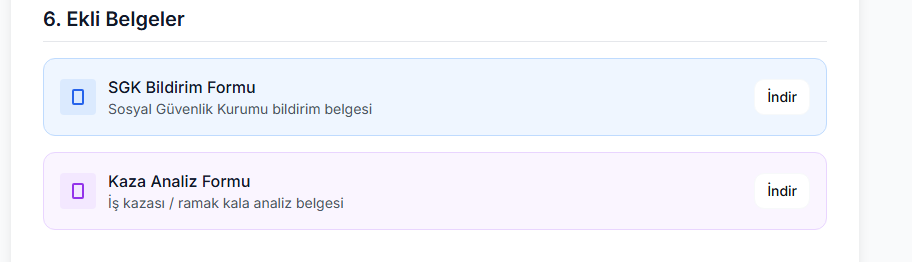 6. Ekli Belgeler
SGK Bildirim Formu
Sosyal Güvenlik Kurumu bildirim belgesi
İndir
Kaza Analiz Formu
İş kazası / ramak kala analiz belgesi
İndir